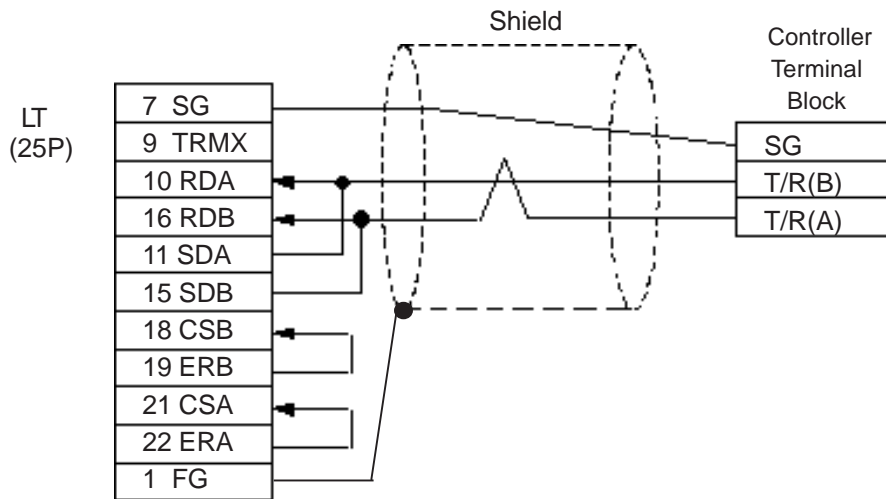 Shield
Controller
Terminal
Block
LT
(25P)
7 SG
9 TRMX
10 RDA
16 RDB
11 SDA
15 SDB
18 CSB
19 ERB
21 CSA
22 ERA
1 FG
SG
T/R(B)
T/R(A)